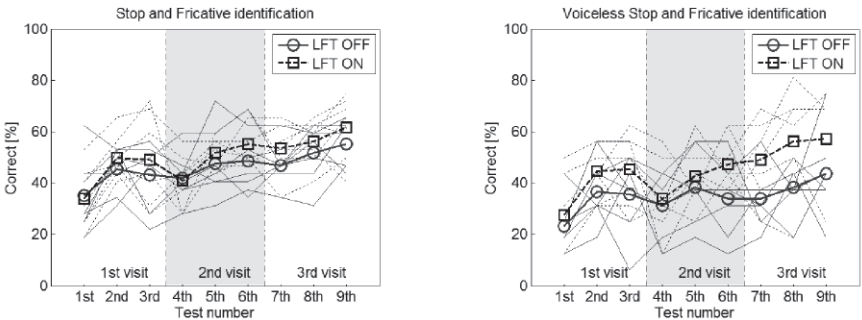 Stop and Fricative identification
100
80
60
40
20
0
Correct [%]
LFT OFF
LFT ON
1st visit
2nd visit
3rd visit
1st 2nd 3rd 4th 5th 6th 7th 8th 9th
Test number
Voiceless Stop and Fricative identification
100
80
60
40
20
0
Correct [%]
LFT OFF
LFT ON
1st visit
2nd visit
3rd visit
1st 2nd 3rd 4th 5th 6th 7th 8th 9th
Test number